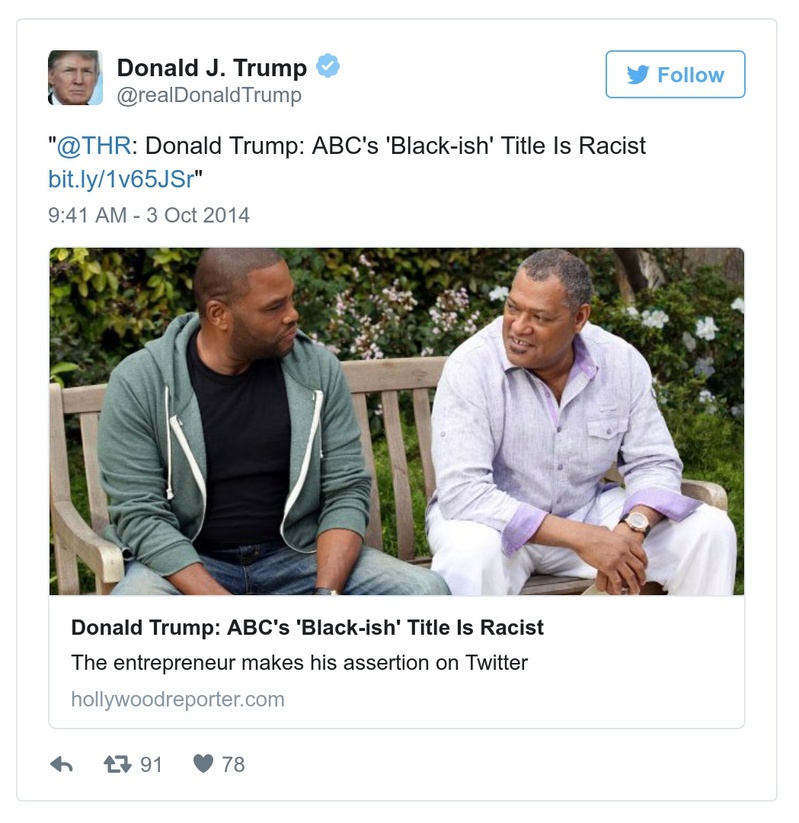 Donald J. Trump
@realDonaldTrump
Follow
"@THR: Donald Trump: ABC's 'Black-ish' Title Is Racist
bit.ly/1v65JSr"
9:41 AM - 3 Oct 2014
Donald Trump: ABC's 'Black-ish' Title Is Racist
The entrepreneur makes his assertion on Twitter
hollywoodreporter.com
91 78